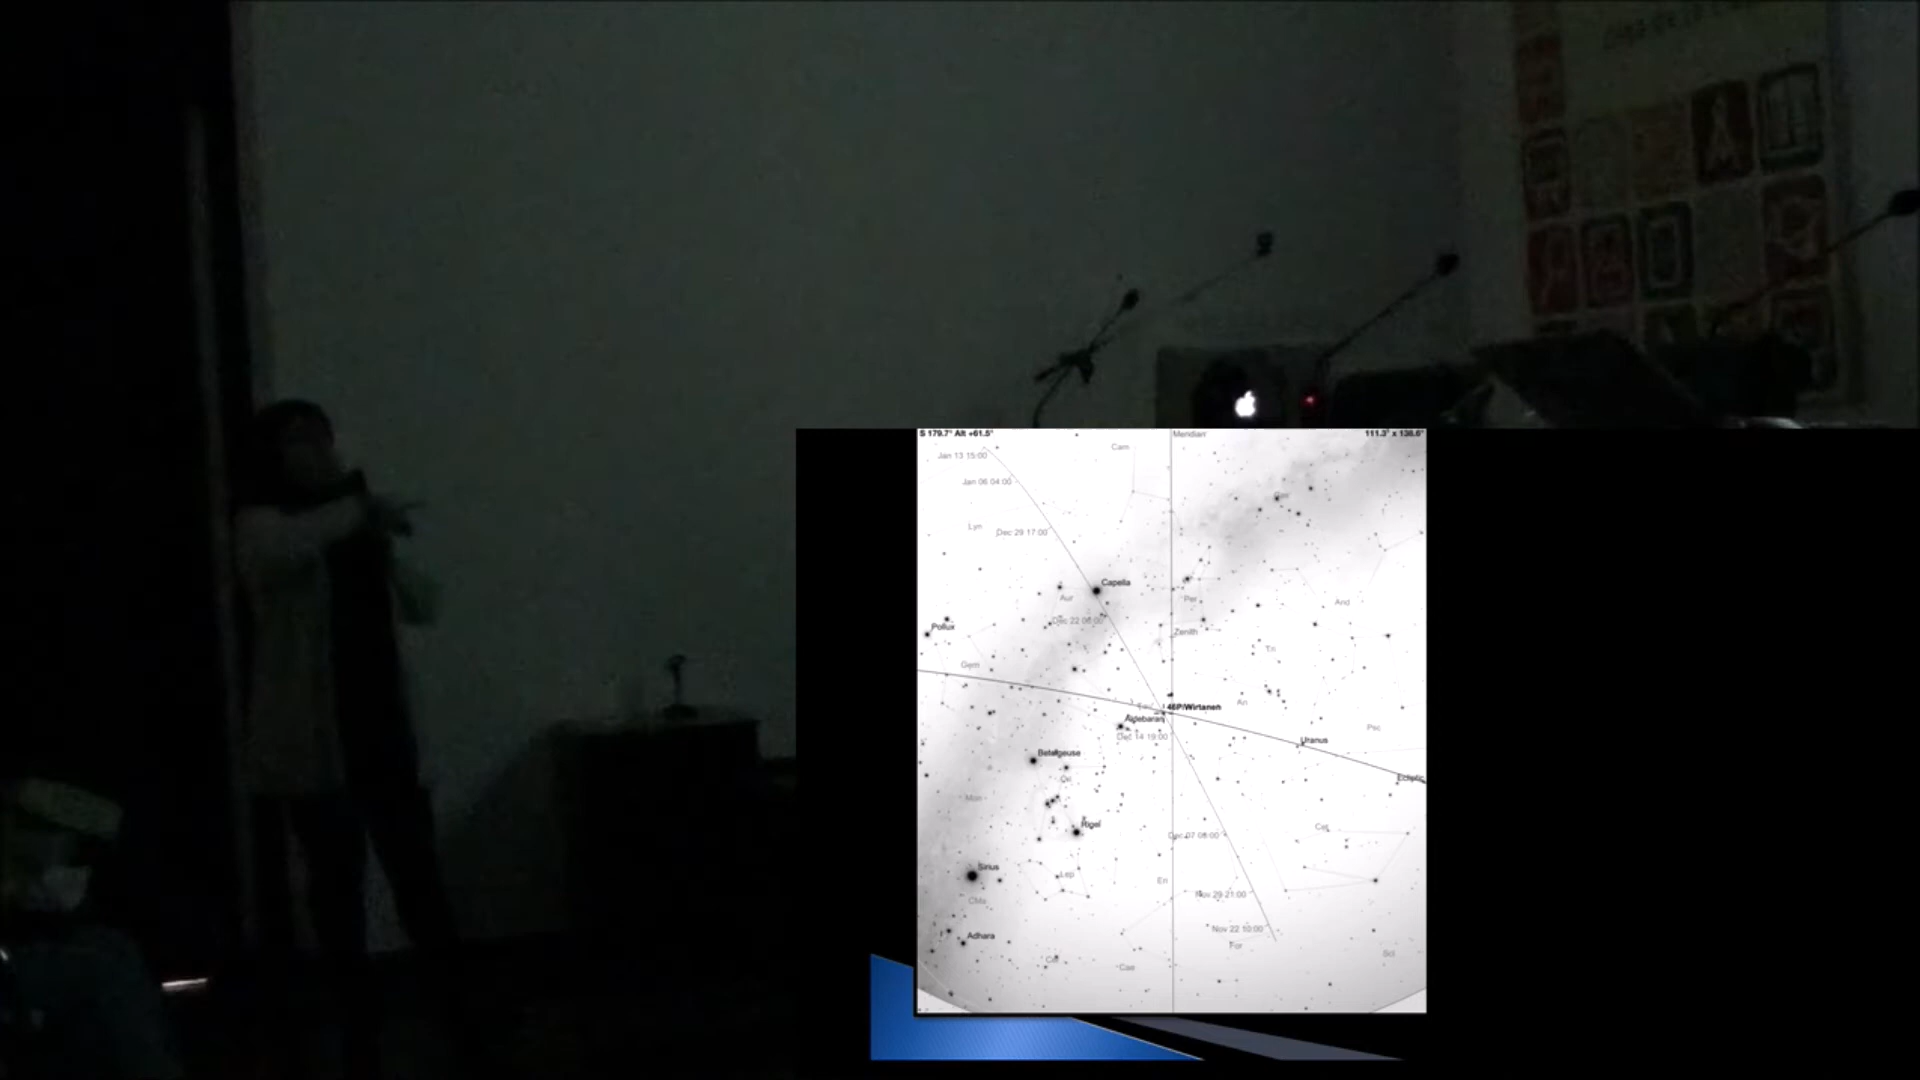 S 179.7° Alt +61.5°
Meridian
111.3° x 138.6°
Cam
Jan 13 15:00
Jan 06 04:00
Lyn
Dec 29 17:00
Capella
Aur
Per
And
Dec 22 06:00
Pollux
Zenith
Tri
Gem
46P/Wirtanen
Aldebaran
Psc
Dec 14 19:00
Uranus
Betelgeuse
Ecliptic
Ori
Mon
Rigel
Cet
Dec 07 08:00
Sirius
Lep
Eri
Nov 29 21:00
CMa
Nov 22 10:00
Adhara
For
Scl
Col
Cae